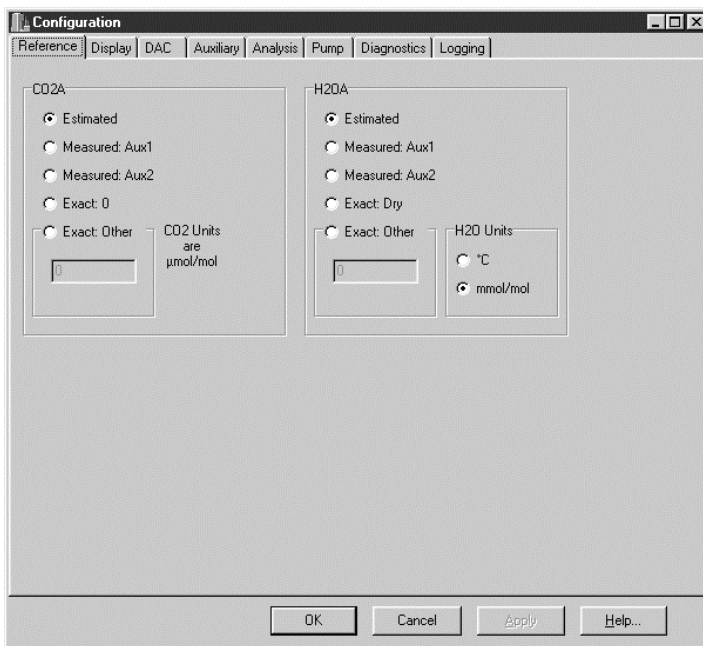 Configuration
Reference Display DAC Auxiliary Analysis Pump Diagnostics Logging
CO2A
Estimated
Measured: Aux1
Measured: Aux2
Exact: 0
Exact: Other
0
CO2 Units
are
µmol/mol
H2OA
Estimated
Measured: Aux1
Measured: Aux2
Exact: Dry
Exact: Other
0
H2O Units
°C
mmol/mol
OK Cancel Apply Help...